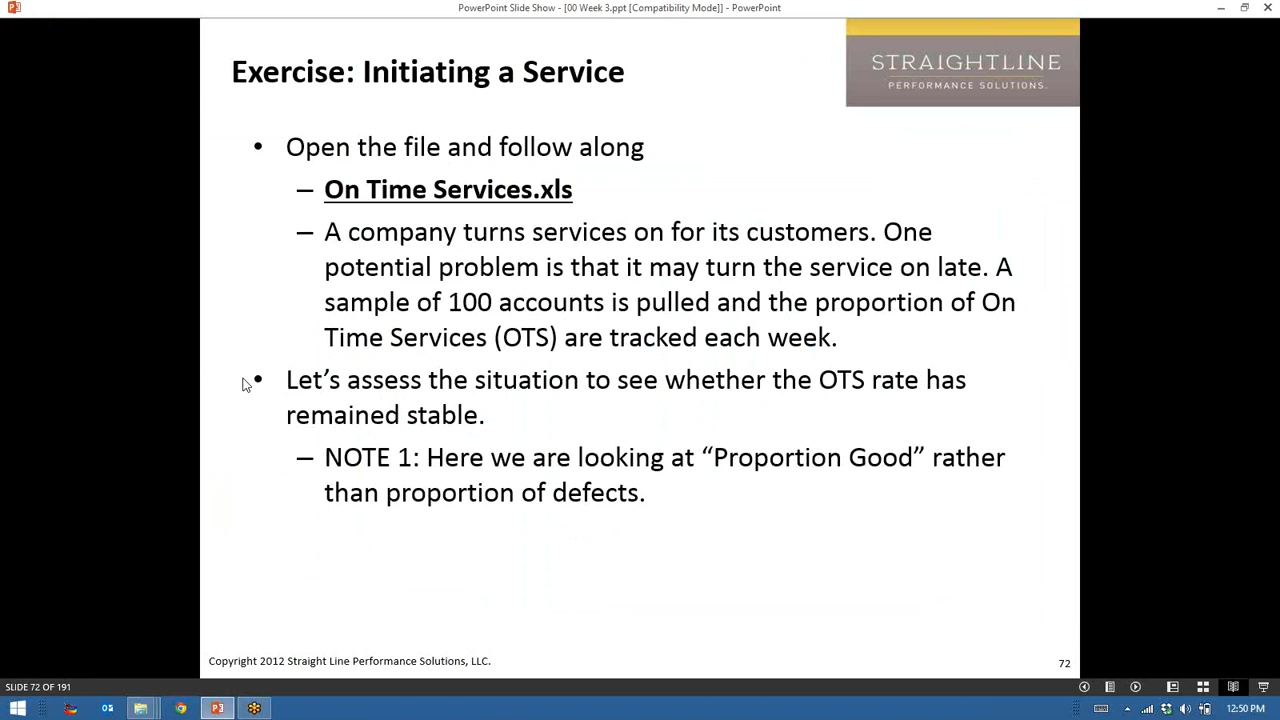 PowerPoint Slide Show - [00 Week 3.ppt [Compatibility Mode] - PowerPoint
Exercise: Initiating a Service
STRAIGHTLINE
PERFORMANCE SOLUTIONS.
• Open the file and follow along
– On Time Services.xls
– A company turns services on for its customers. One
potential problem is that it may turn the service on late. A
sample of 100 accounts is pulled and the proportion of On
Time Services (OTS) are tracked each week.
• Let’s assess the situation to see whether the OTS rate has
remained stable.
– NOTE 1: Here we are looking at “Proportion Good” rather
than proportion of defects.
Copyright 2012 Straight Line Performance Solutions, LLC.
72
SLIDE 72 OF 191
12:50 PM